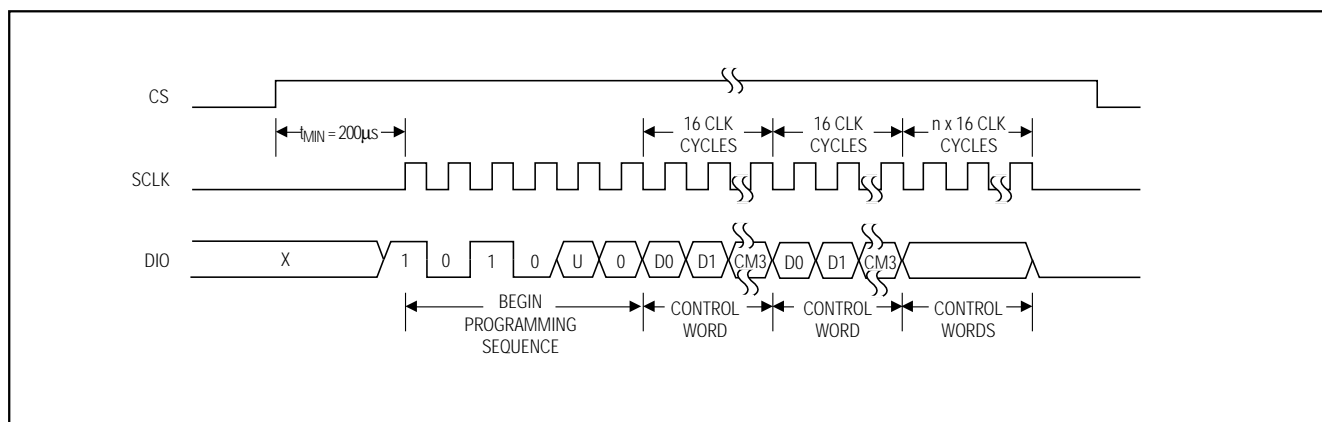 CS
tMIN = 200µs
16 CLK
CYCLES
16 CLK
CYCLES
n x 16 CLK
CYCLES
SCLK
DIO
X
1
0
1
0
U
0
D0
D1
CM3
D0
D1
CM3
BEGIN
PROGRAMMING
SEQUENCE
CONTROL
WORD
CONTROL
WORD
CONTROL
WORDS